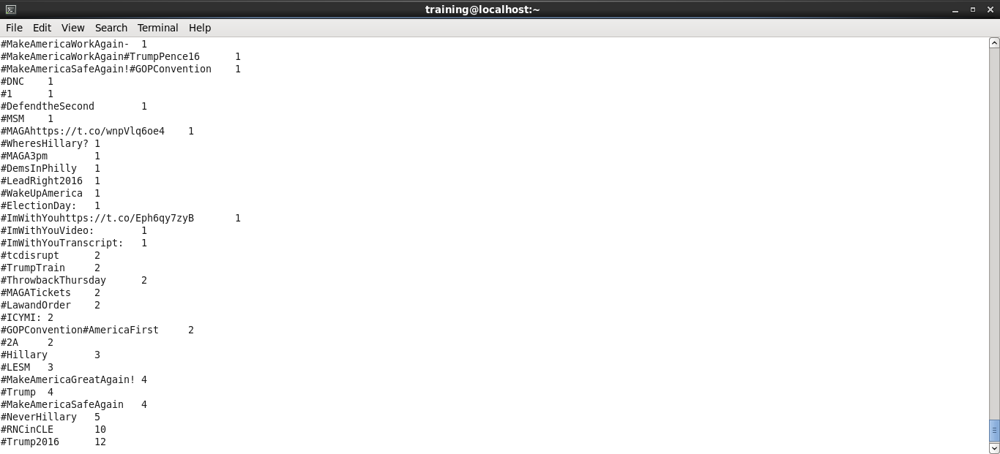 training@localhost:~
File Edit View Search Terminal Help
#MakeAmericaWorkAgain-	1
#MakeAmericaWorkAgain#TrumpPence16	1
#MakeAmericaSafeAgain!#GOPConvention	1
#DNC	1
#1	1
#DefendtheSecond	1
#MSM	1
#MAGAhttps://t.co/wnpVlq6oe4	1
#WheresHillary?	1
#MAGA3pm	1
#DemsInPhilly	1
#LeadRight2016	1
#WakeUpAmerica	1
#ElectionDay:	1
#ImWithYouhttps://t.co/Eph6qy7zyB	1
#ImWithYouVideo:	1
#ImWithYouTranscript:	1
#tcdisrupt	2
#TrumpTrain	2
#ThrowbackThursday	2
#MAGATickets	2
#LawandOrder	2
#ICYMI:	2
#GOPConvention#AmericaFirst	2
#2A	2
#Hillary	3
#LESM	3
#MakeAmericaGreatAgain!	4
#Trump	4
#MakeAmericaSafeAgain	4
#NeverHillary	5
#RNCinCLE	10
#Trump2016	12